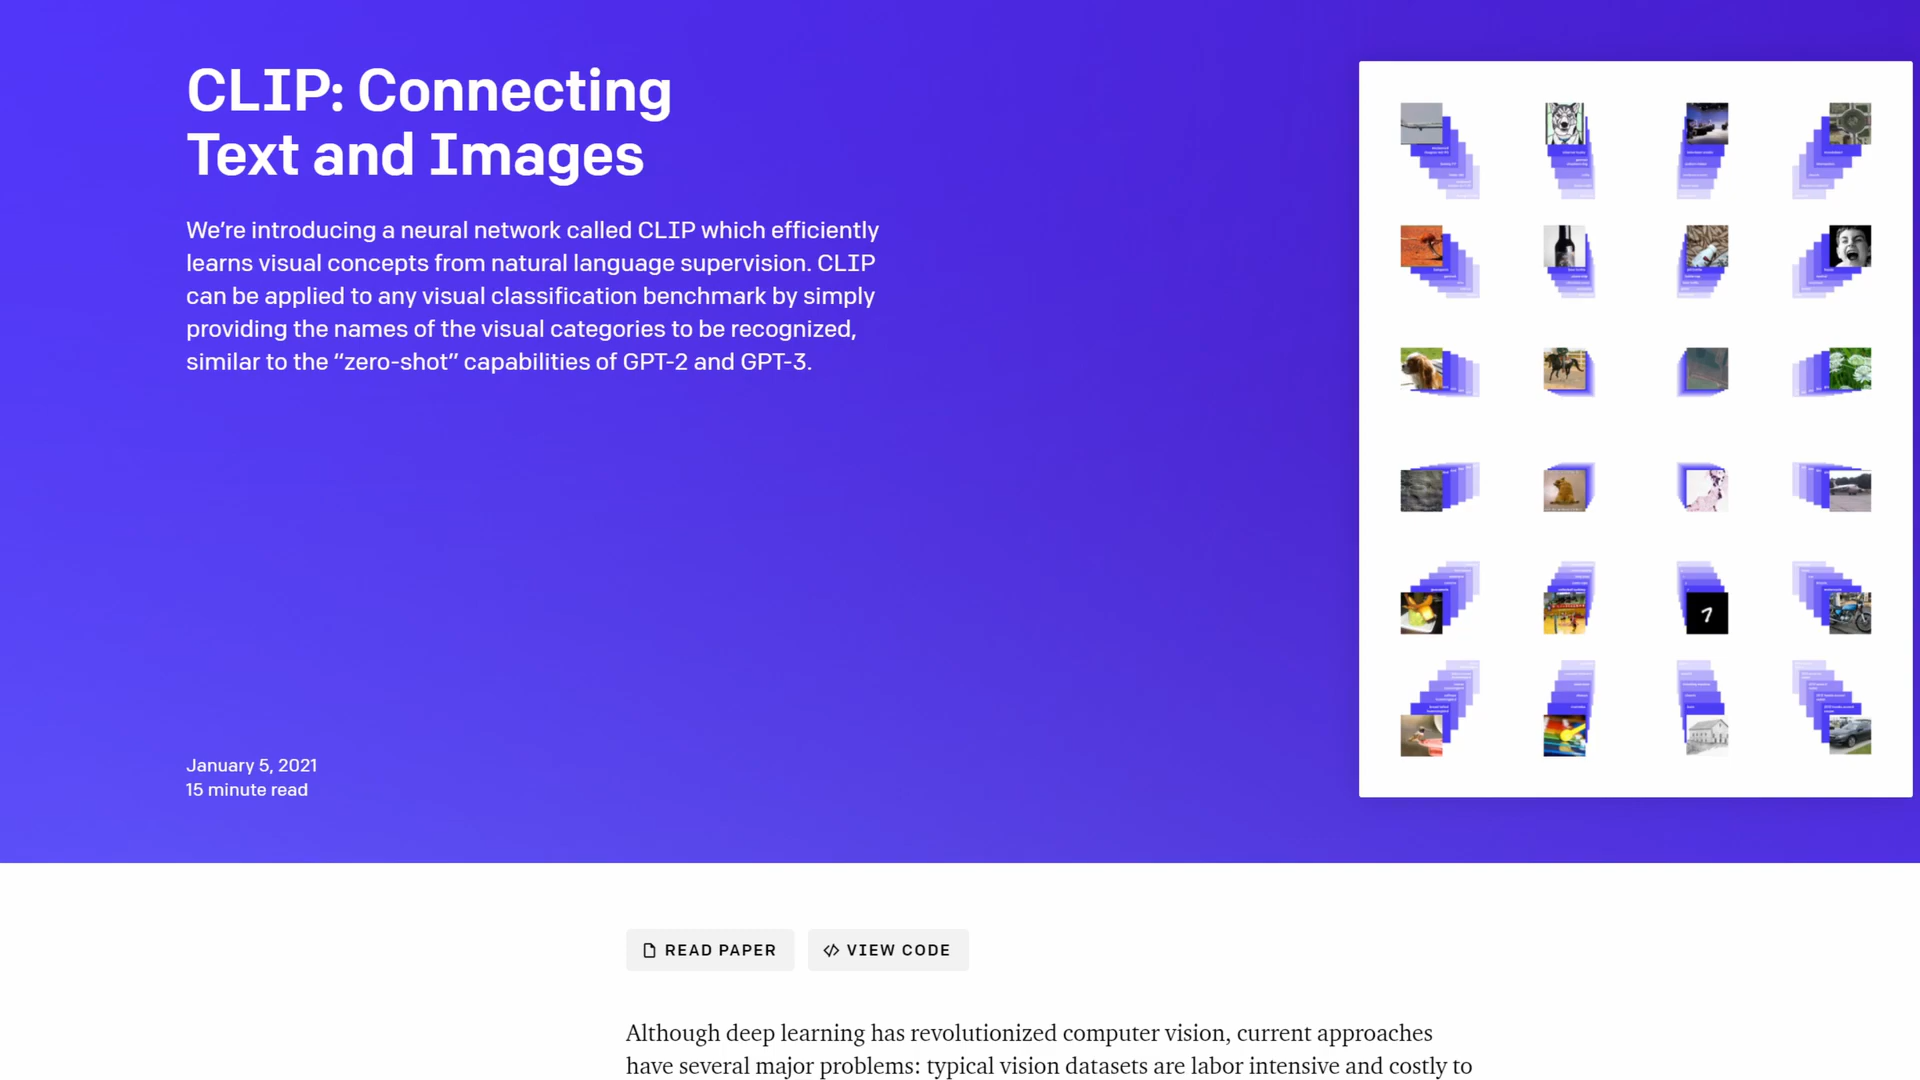 CLIP: Connecting
Text and Images
We’re introducing a neural network called CLIP which efficiently
learns visual concepts from natural language supervision. CLIP
can be applied to any visual classification benchmark by simply
providing the names of the visual categories to be recognized,
similar to the “zero-shot” capabilities of GPT-2 and GPT-3.
January 5, 2021
15 minute read
7
READ PAPER
VIEW CODE
Although deep learning has revolutionized computer vision, current approaches
have several major problems: typical vision datasets are labor intensive and costly to